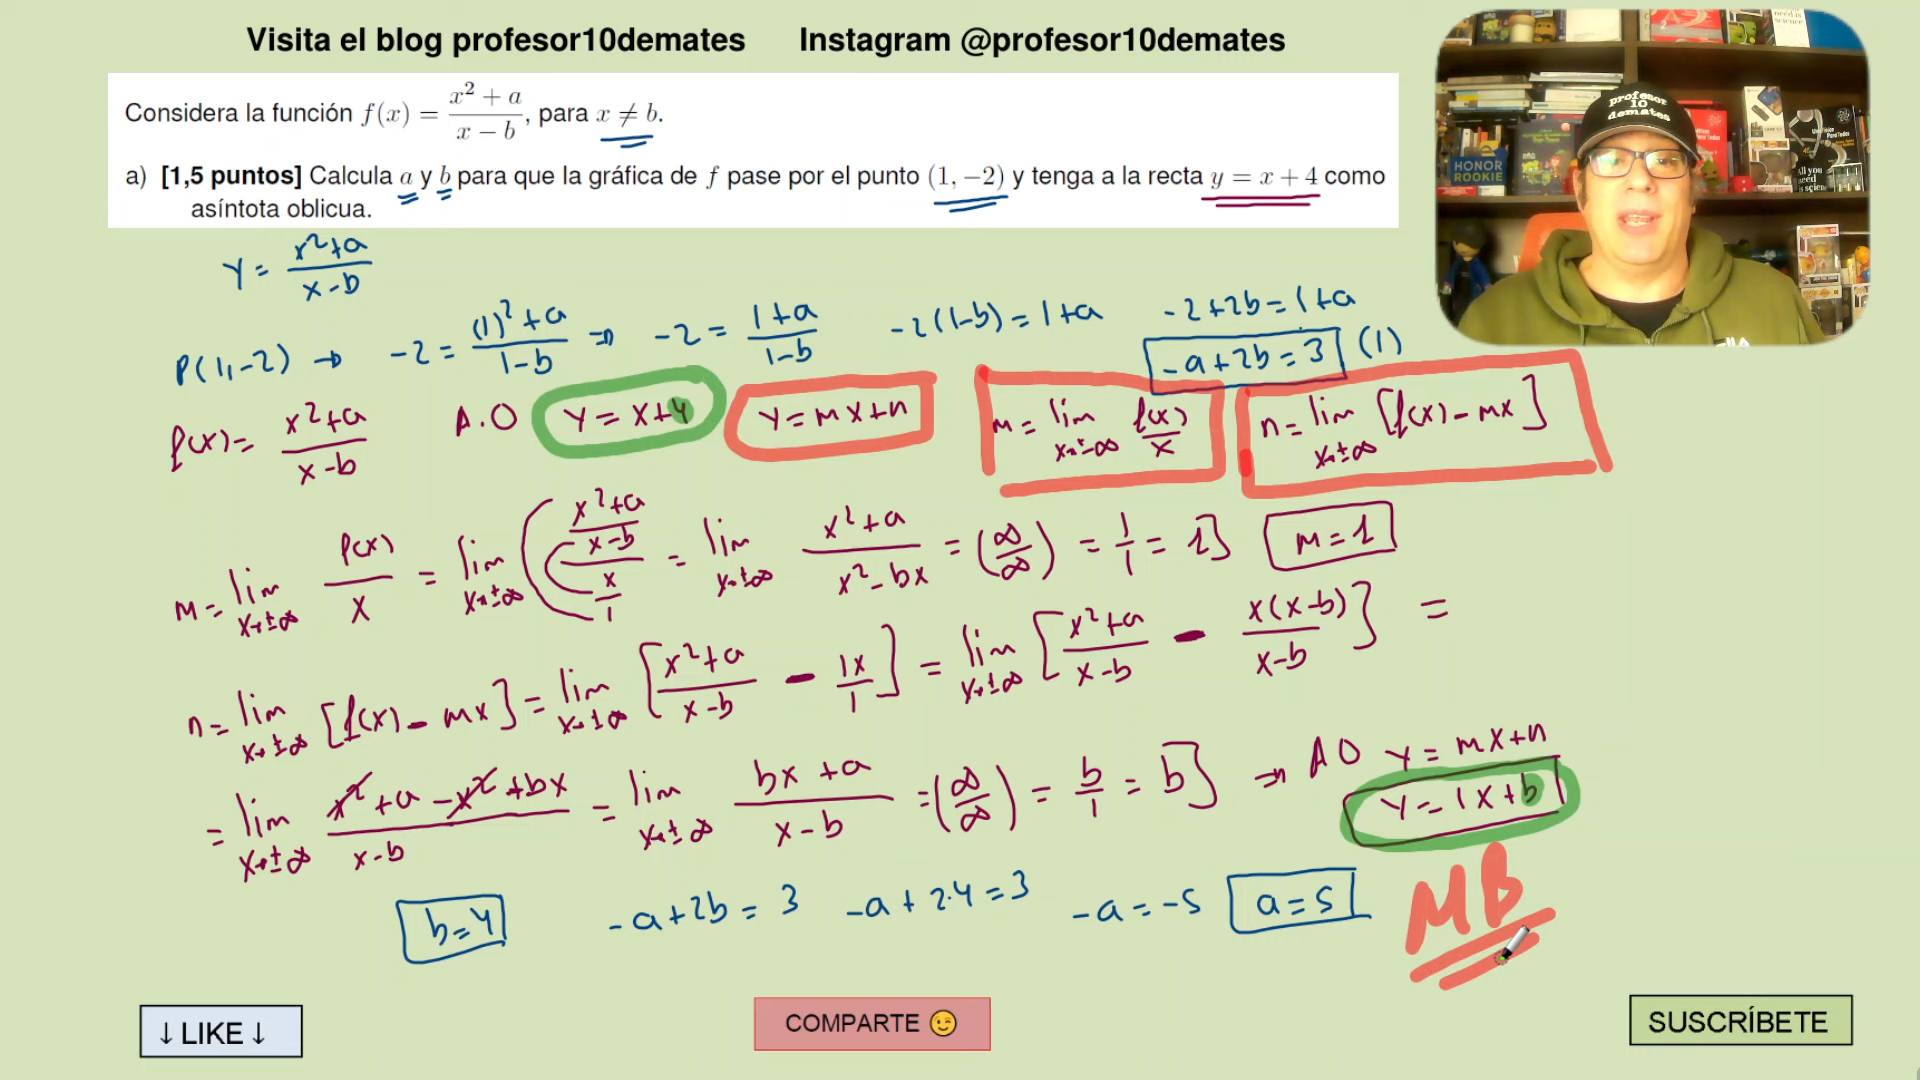 Visita el blog profesor10demates Instagram @profesor10demates
Considera la función f(x) = (x² + a)/(x − b), para x ≠ b.
a) [1,5 puntos] Calcula a y b para que la gráfica de f pase por el punto (1, −2) y tenga a la recta y = x + 4 como
asíntota oblicua.
profesor
10
demates
HONOR
ROOKIE
Y = (x²+a)/(x-b)
P(1,-2) → -2 = ((1)²+a)/(1-b) ⇒ -2 = (1+a)/(1-b) -2(1-b) = 1+a -2+2b = 1+a
-a+2b = 3 (1)
f(x) = (x²+a)/(x-b) A.O Y = X+4 Y = mX+n m = lim x→±∞ f(x)/x n = lim x→±∞ [f(x) - mx]
m = lim x→±∞ f(x)/x = lim x→±∞ (((x²+a)/(x-b))/(x/1) = lim x→±∞ (x²+a)/(x²-bx) = (∞/∞) = 1/1 = 1] m = 1
n = lim x→±∞ [f(x) - mx] = lim x→±∞ [(x²+a)/(x-b) - 1x/1] = lim x→±∞ [(x²+a)/(x-b) - x(x-b)/(x-b)] =
= lim x→±∞ (x²+a-x²+bx)/(x-b) = lim x→±∞ (bx+a)/(x-b) = (∞/∞) = b/1 = b] ⇒ AO Y = mX+n
Y = 1X+b
b=4 -a+2b = 3 -a+2·4 = 3 -a = -5 a = 5 MB
↓ LIKE ↓ COMPARTE 😉 SUSCRÍBETE